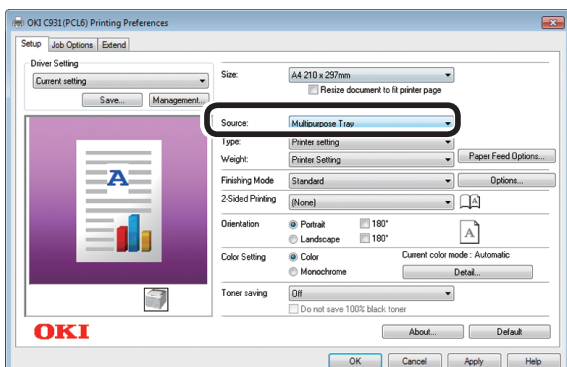 OKI C931(PCL6) Printing Preferences
Setup Job Options Extend
Driver Setting
Current setting
Save... Management...
Size: A4 210 x 297mm
Resize document to fit printer page
Source: Multipurpose Tray
Type: Printer setting
Weight: Printer Setting Paper Feed Options...
Finishing Mode Standard Options...
2-Sided Printing (None) A
Orientation Portrait 180° A
Landscape 180°
Color Setting Color Current color mode : Automatic
Monochrome Detail...
Toner saving Off
Do not save 100% black toner
A
OKI
About... Default
OK Cancel Apply Help